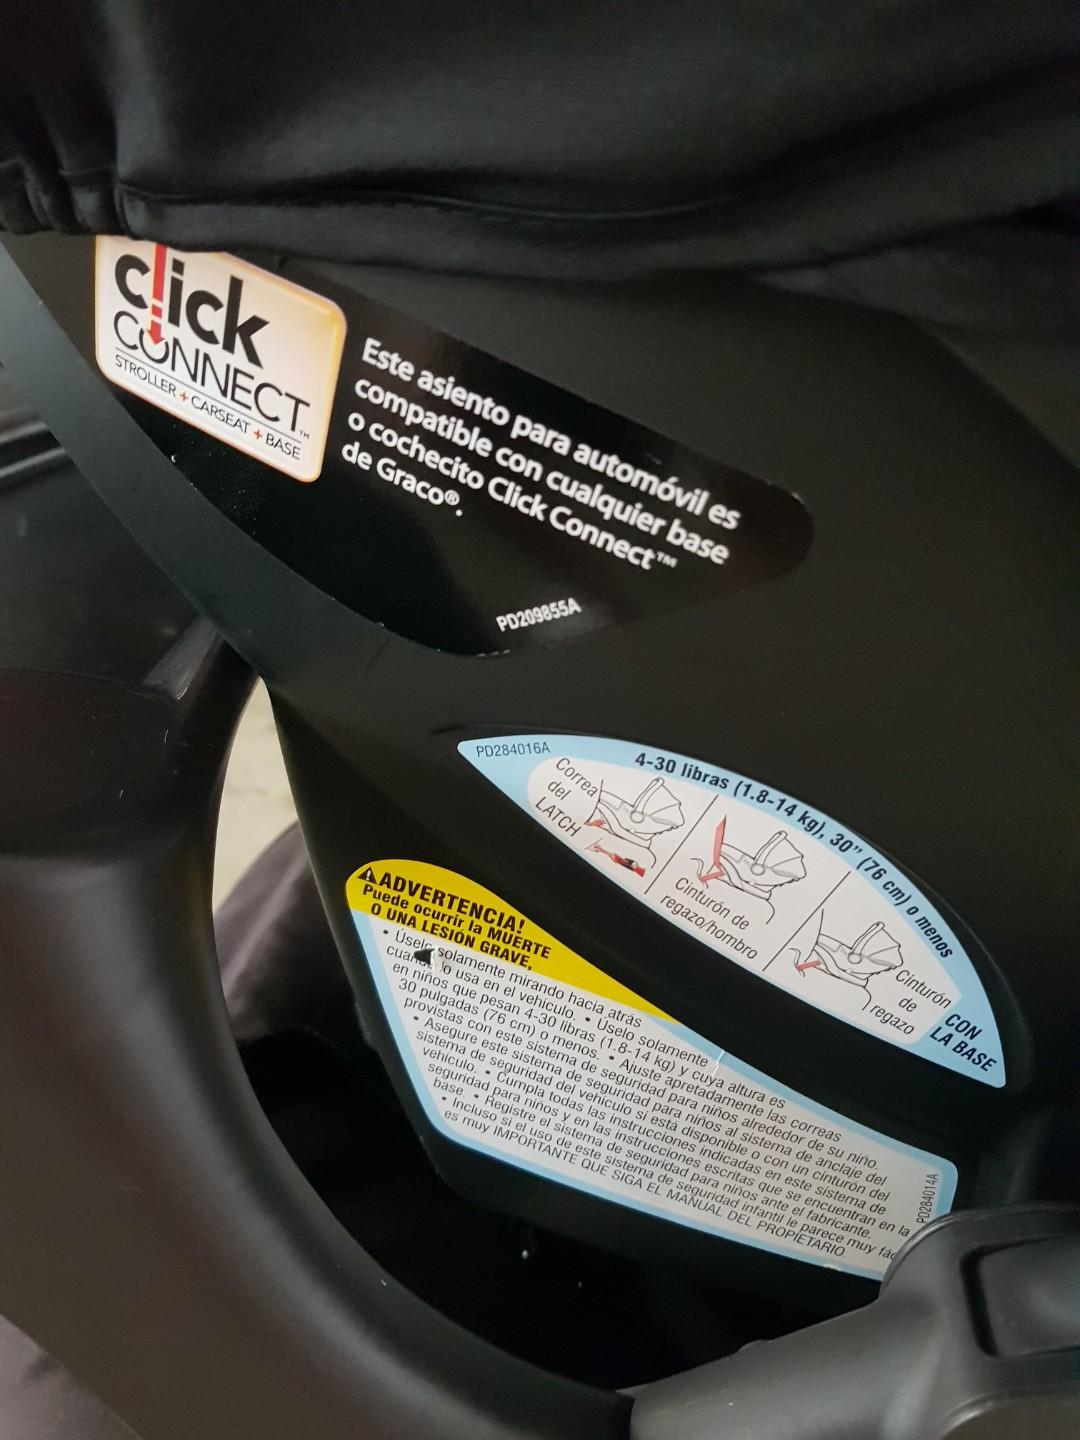 click
CONNECT™
STROLLER + CARSEAT + BASE
Este asiento para automóvil es
compatible con cualquier base
o cochecito Click Connect™
de Graco®.
PD209855A
PD284016A
4-30 libras (1.8-14 kg), 30" (76 cm) o menos
Correa
del
LATCH
Cinturón de
regazo/hombro
Cinturón
de
regazo
CON
LA BASE
ADVERTENCIA!
Puede ocurrir la MUERTE
O UNA LESIÓN GRAVE,
• Úselo solamente mirando hacia atrás
lo usa en el vehículo. • Úselo solamente
en niños que pesan 4-30 libras (1.8-14 kg) y cuya altura es
30 pulgadas (76 cm) o menos. • Ajuste apretadamente las correas
provistas con este sistema de seguridad para niños alrededor de su niño.
• Asegure este sistema de seguridad para niños al sistema de anclaje del
sistema de seguridad del vehículo si está disponible o con un cinturón del
vehículo. • Cumpla todas las instrucciones indicadas en este sistema de
seguridad para niños y en las instrucciones escritas que se encuentran en la
base. • Registre el sistema de seguridad para niños ante el fabricante.
• Incluso si el uso de este sistema de seguridad infantil le parece muy
es muy IMPORTANTE QUE SIGA EL MANUAL DEL PROPIETARIO.
PD284014A